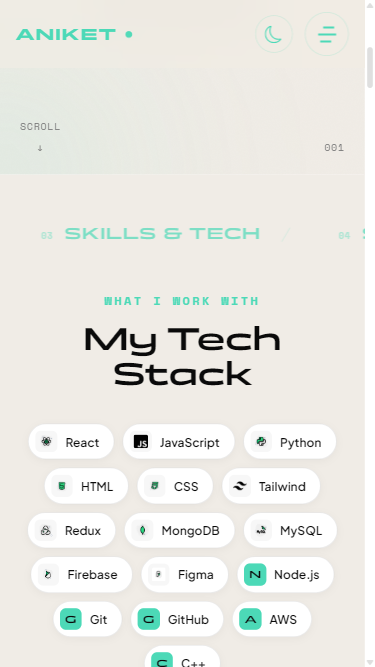 ANIKET
SCROLL
↓
001
03 SKILLS & TECH / 04
WHAT I WORK WITH
My Tech
Stack
React JS JavaScript Python
HTML CSS Tailwind
Redux MongoDB MySQL
Firebase Figma N Node.js
G Git G GitHub A AWS
C C++